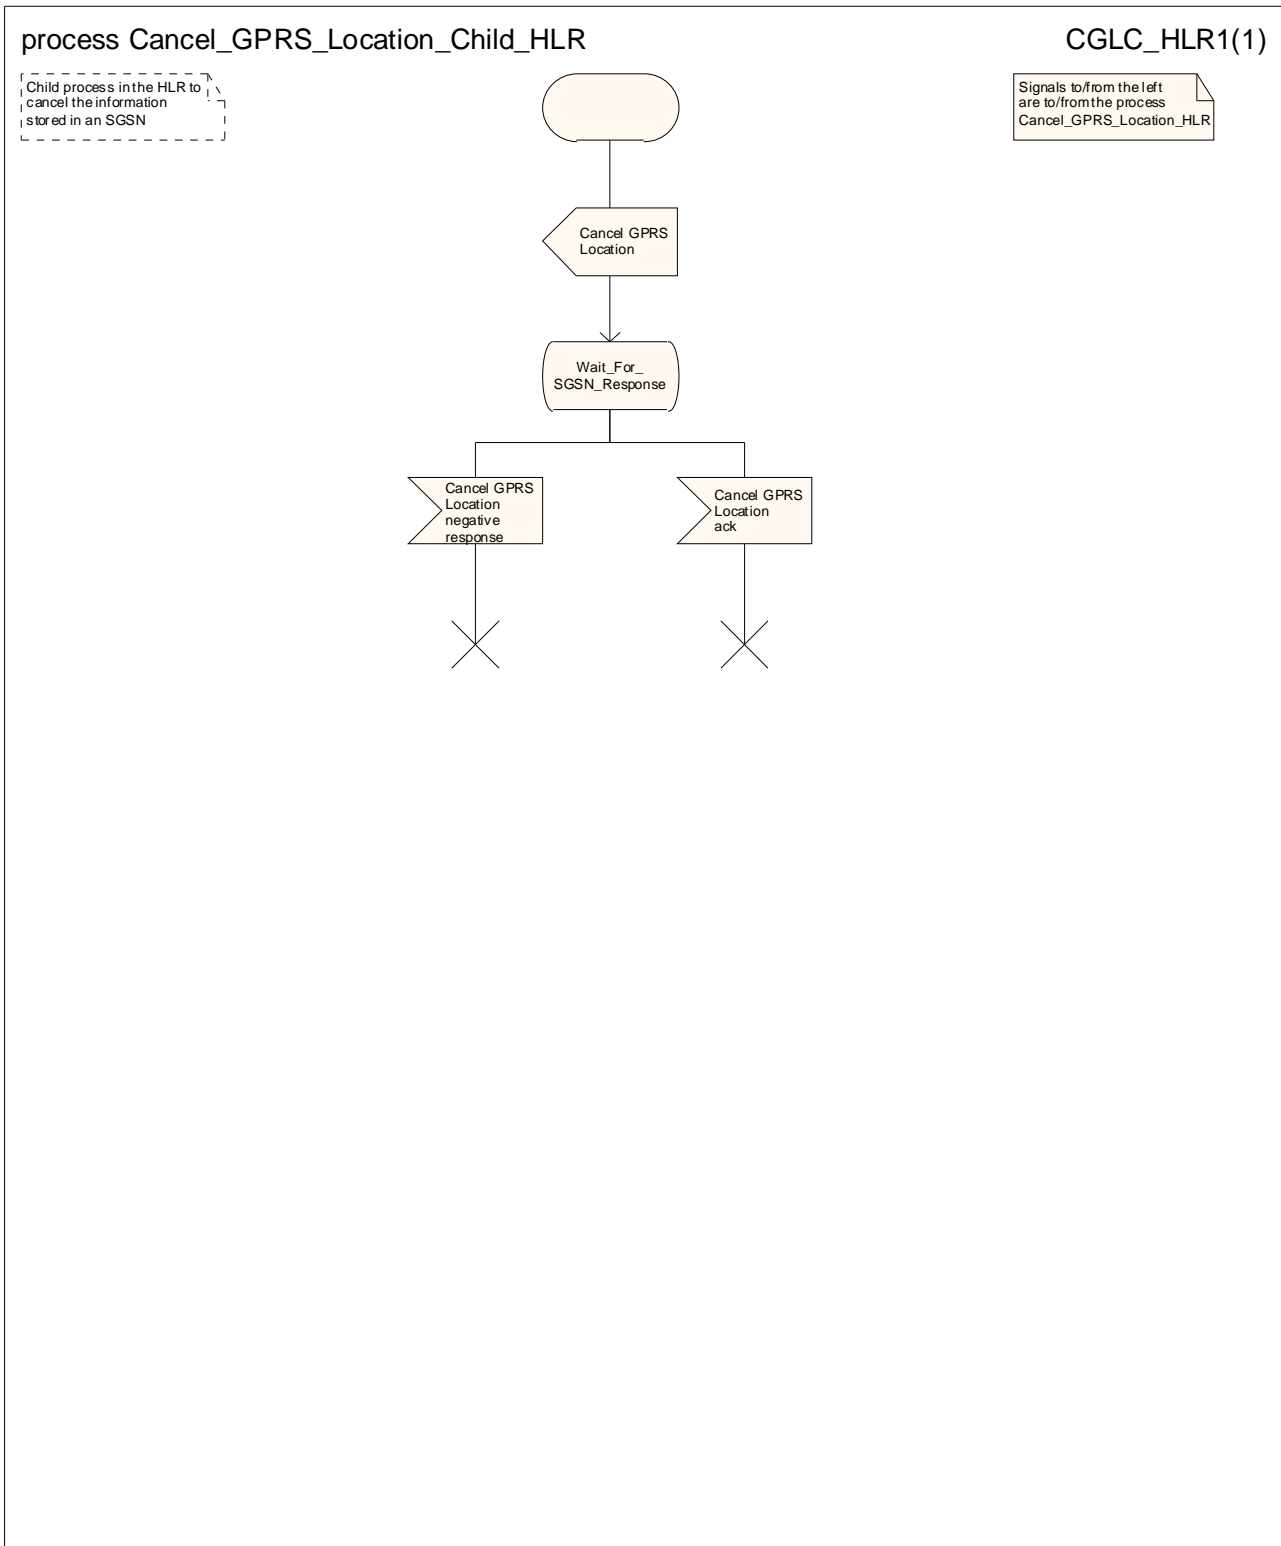 process Cancel_GPRS_Location_Child_HLR
CGLC_HLR1(1)
Child process in the HLR to
cancel the information
stored in an SGSN
Signals to/from the left
are to/from the process
Cancel_GPRS_Location_HLR
Cancel GPRS
Location
Wait_For_
SGSN_Response
Cancel GPRS
Location
negative
response
Cancel GPRS
Location
ack